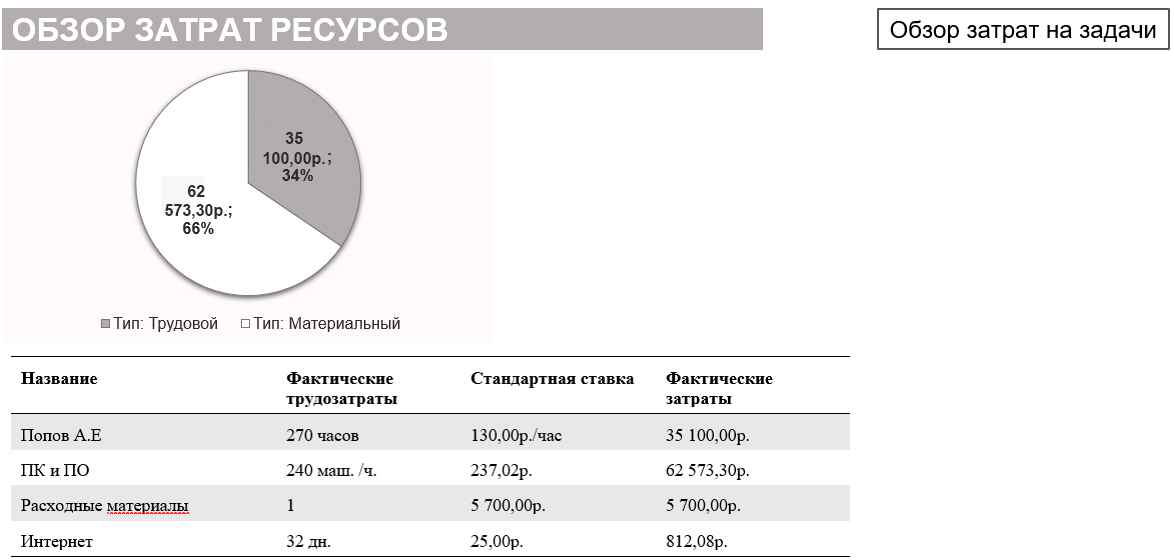 ОБЗОР ЗАТРАТ РЕСУРСОВ
Обзор затрат на задачи
35
100,00р.;
34%
62
573,30р.;
66%
Тип: Трудовой Тип: Материальный
Название Фактические Стандартная ставка Фактические
трудозатраты затраты
Попов А.Е 270 часов 130,00р./час 35 100,00р.
ПК и ПО 240 маш. /ч. 237,02р. 62 573,30р.
Расходные материалы 1 5 700,00р. 5 700,00р.
Интернет 32 дн. 25,00р. 812,08р.